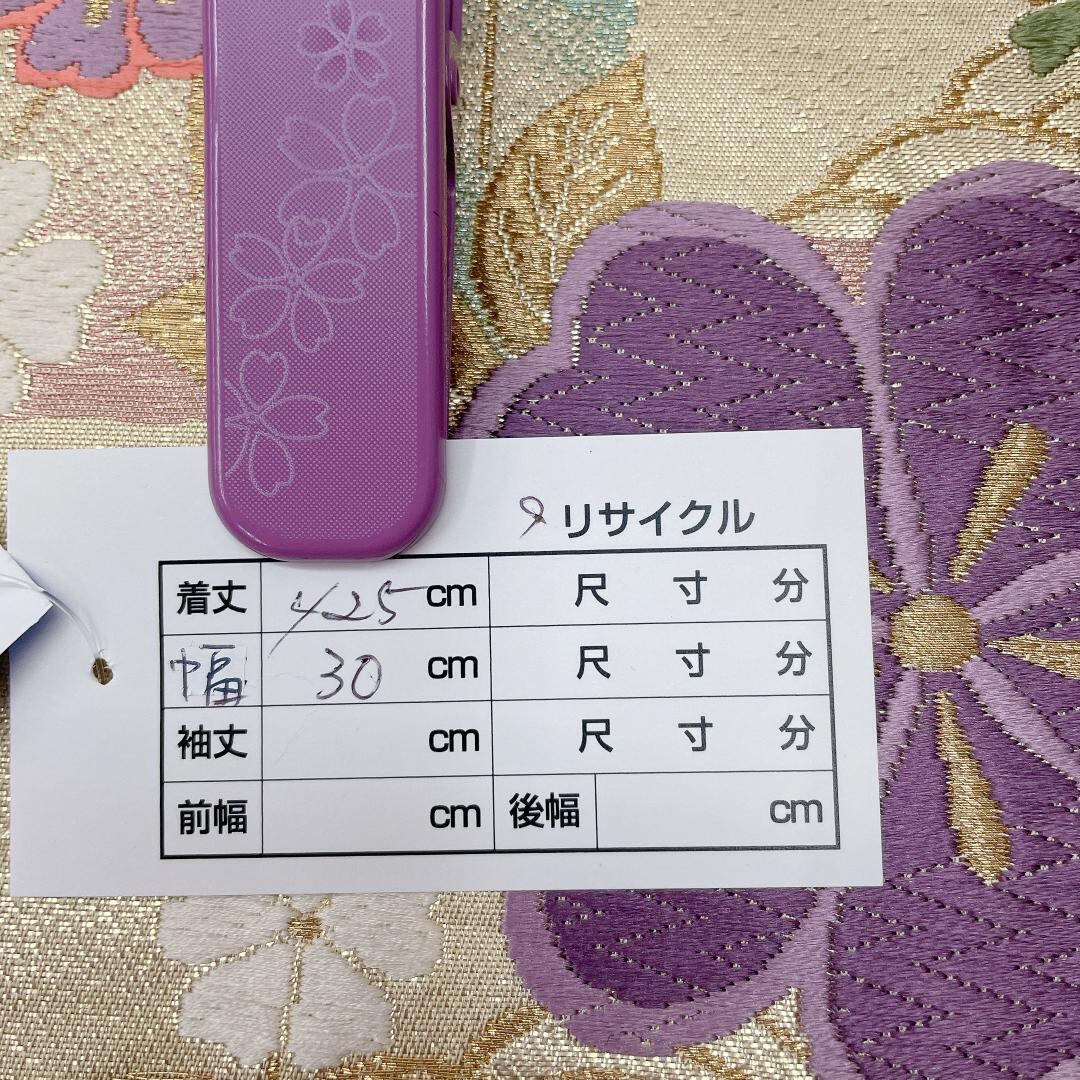 9 リサイクル
着丈 425 cm 尺 寸 分
幅 30 cm 尺 寸 分
袖丈 cm 尺 寸 分
前幅 cm 後幅 cm